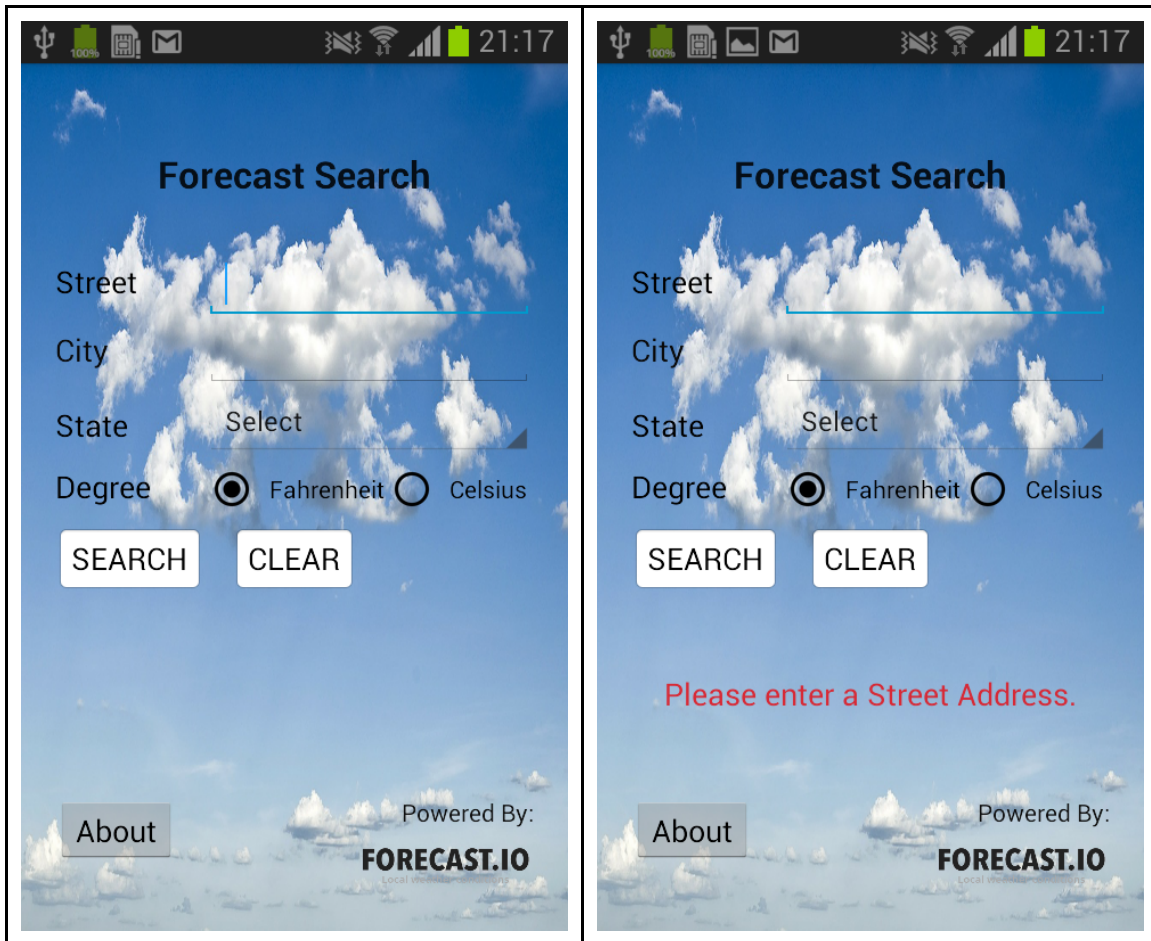 100%
21:17
Forecast Search
Street
City
State Select
Degree Fahrenheit Celsius
SEARCH CLEAR
About
Powered By:
FORECAST.IO
100%
21:17
Forecast Search
Street
City
State Select
Degree Fahrenheit Celsius
SEARCH CLEAR
Please enter a Street Address.
About
Powered By:
FORECAST.IO